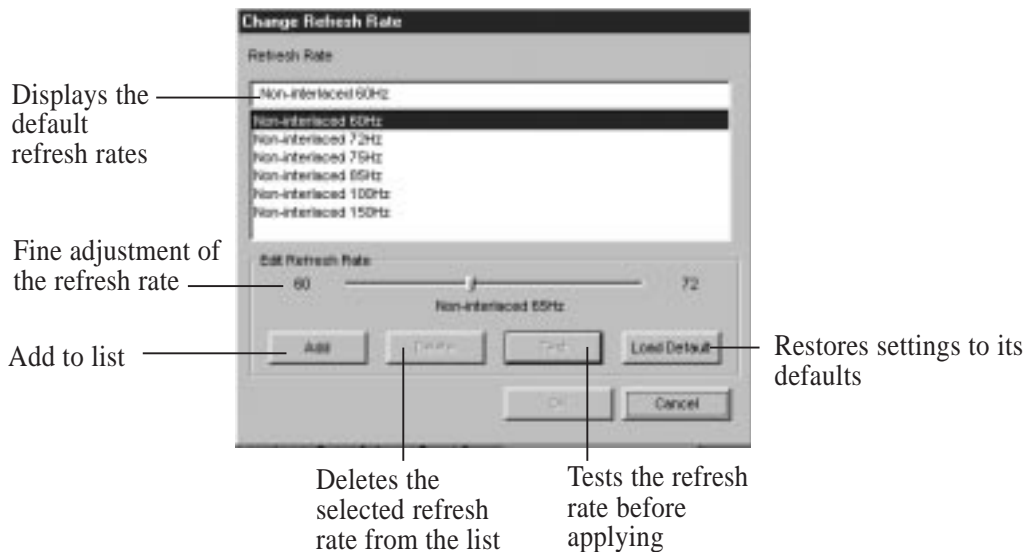 Change Refresh Rate
Refresh Rate
Non-interlaced 60Hz
Non-interlaced 60Hz
Non-interlaced 72Hz
Non-interlaced 75Hz
Non-interlaced 85Hz
Non-interlaced 100Hz
Non-interlaced 150Hz
Displays the
default
refresh rates
Fine adjustment of
the refresh rate
Edit Refresh Rate
60
72
Non-interlaced 65Hz
Add to list
Add
Delete
Test
Load Default
Restores settings to its
defaults
OK
Cancel
Deletes the
selected refresh
rate from the list
Tests the refresh
rate before
applying